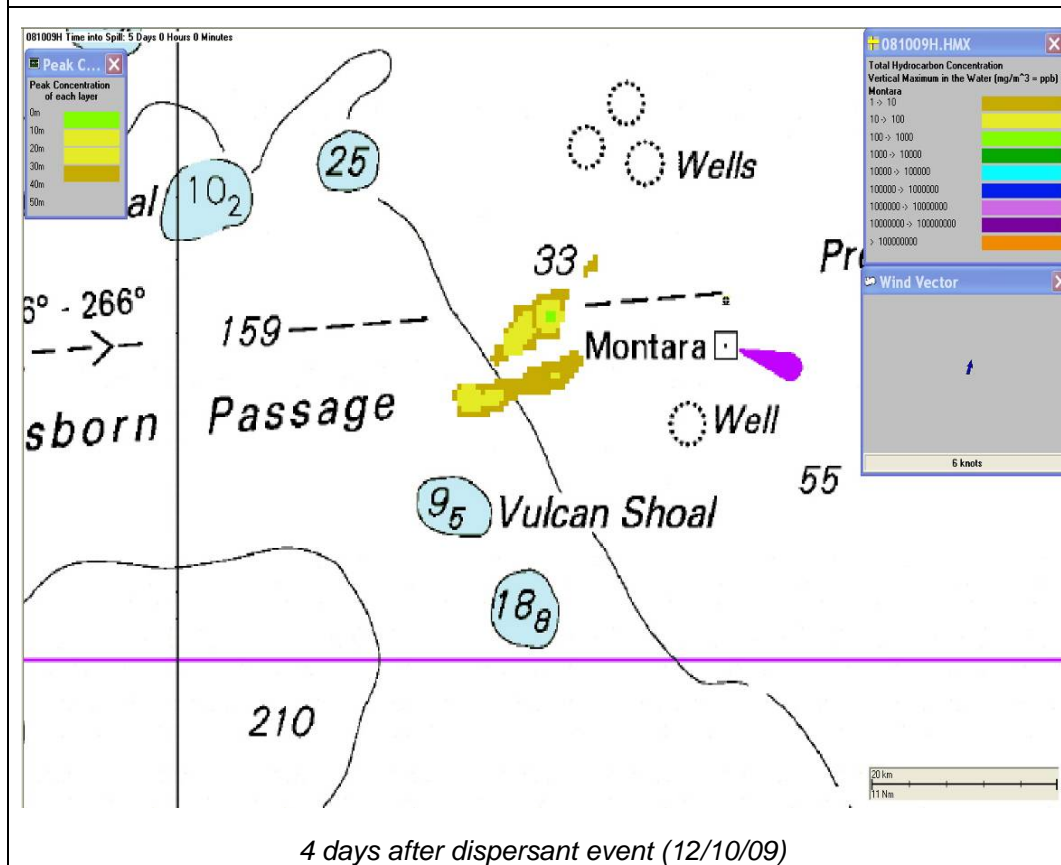 081009H Time into Spill: 5 Days 0 Hours 0 Minutes
Peak C...
Peak Concentration
of each layer
0m
10m
20m
30m
40m
50m
al
10₂
25
Wells
33
6º - 266º
159
Montara
Passage
sborn
Well
55
9₅
Vulcan Shoal
18₈
210
081009H.HMX
Total Hydrocarbon Concentration
Vertical Maximum in the Water [mg/m^3 = ppb]
Montara
1 -> 10
10 -> 100
100 -> 1000
1000 -> 10000
10000 -> 100000
100000 -> 1000000
1000000 -> 10000000
10000000 -> 100000000
> 100000000
Wind Vector
6 knots
20 km
11 Nm
4 days after dispersant event (12/10/09)